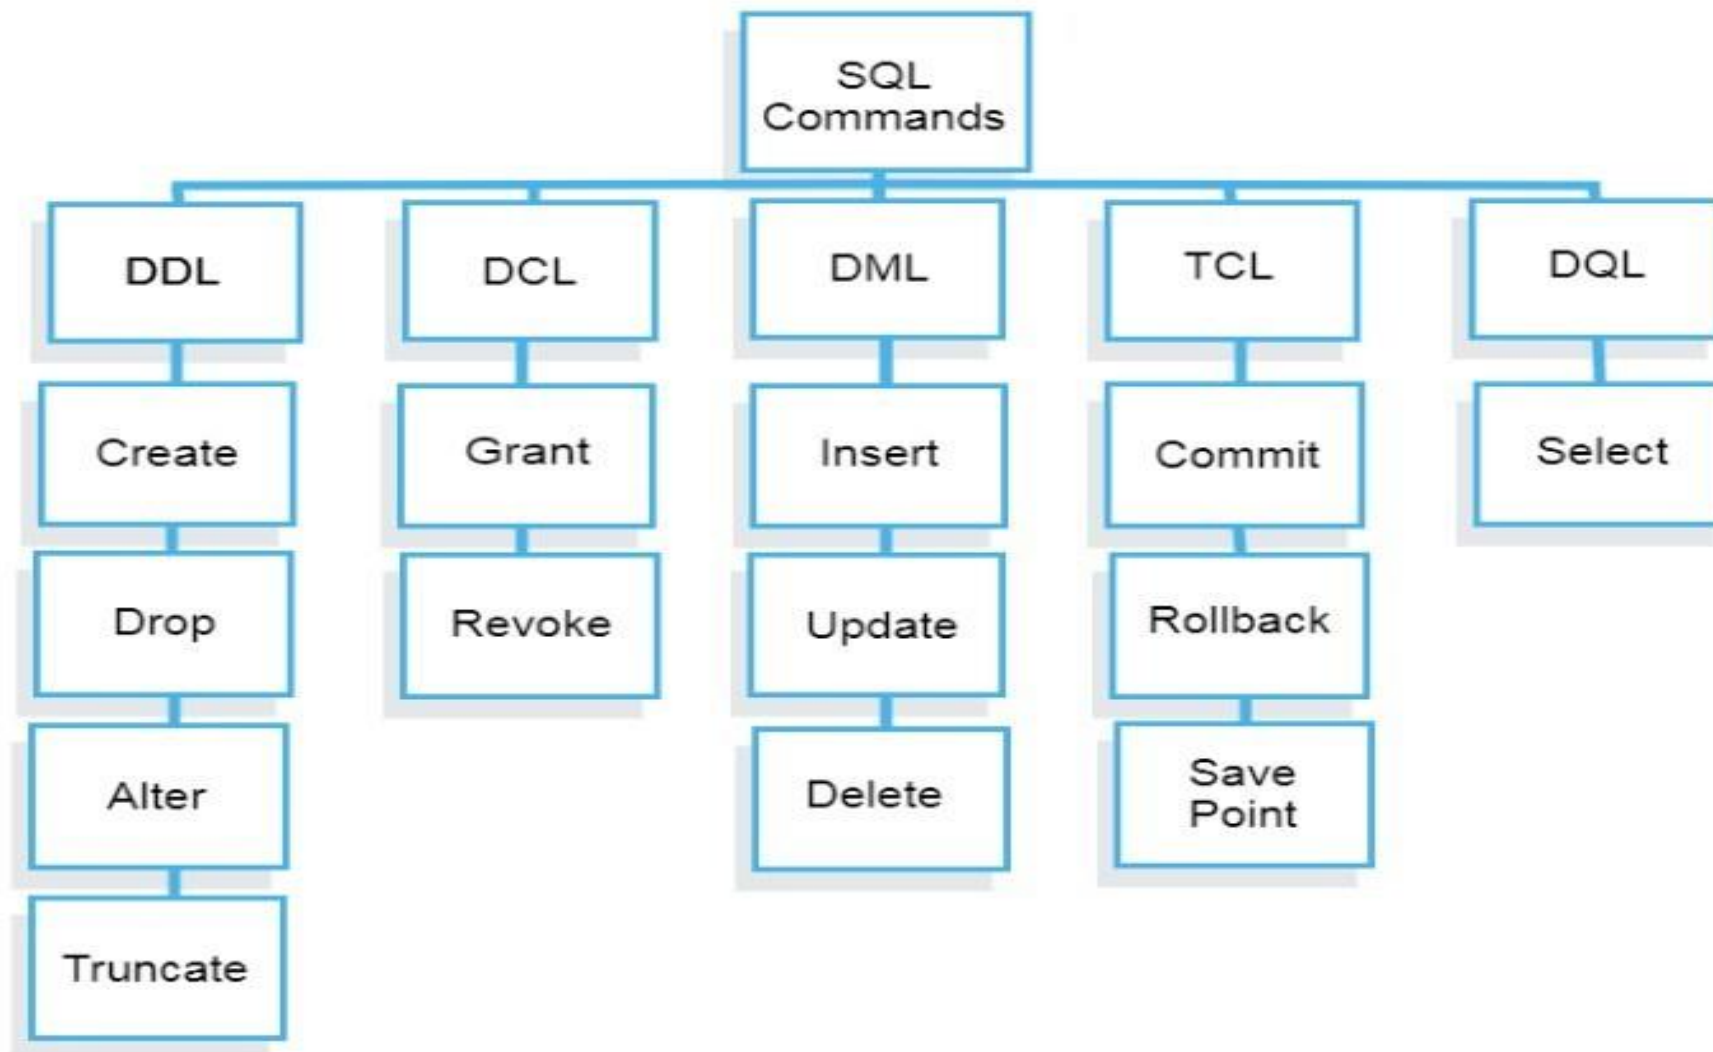 SQL
Commands
DDL
DCL
DML
TCL
DQL
Create
Grant
Insert
Commit
Select
Drop
Revoke
Update
Rollback
Alter
Delete
Save
Point
Truncate